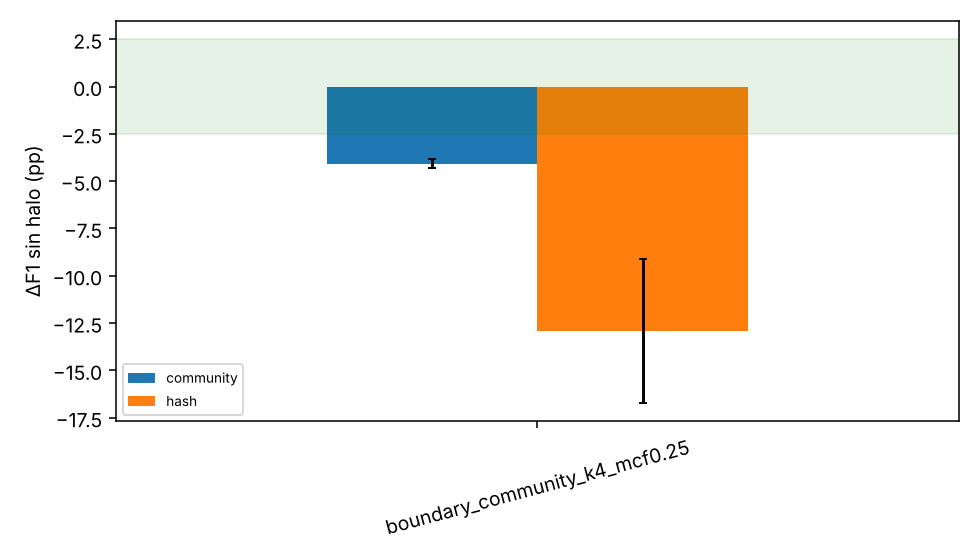 ΔF1 sin halo (pp)
2.5
0.0
−2.5
−5.0
−7.5
−10.0
−12.5
−15.0
−17.5
community
hash
boundary_community_k4_mcf0.25